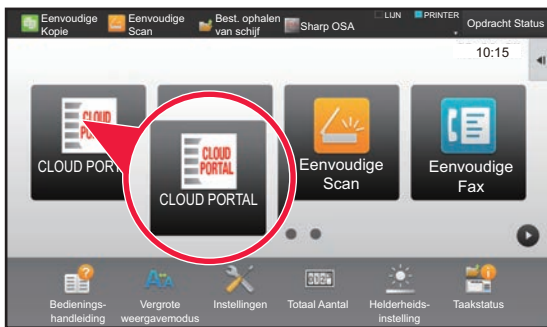 Eenvoudige
Kopie
Eenvoudige
Scan
Best. ophalen
van schijf
Sharp OSA
LIJN
PRINTER
Opdracht Status
10:15
CLOUD
CLOUD PORT
CLOUD
PORTAL
CLOUD PORTAL
Eenvoudige
Scan
Eenvoudige
Fax
Bedienings-
handleiding
Vergrote
weergavemodus
Instellingen
Totaal Aantal
Helderheids-
instelling
Taakstatus